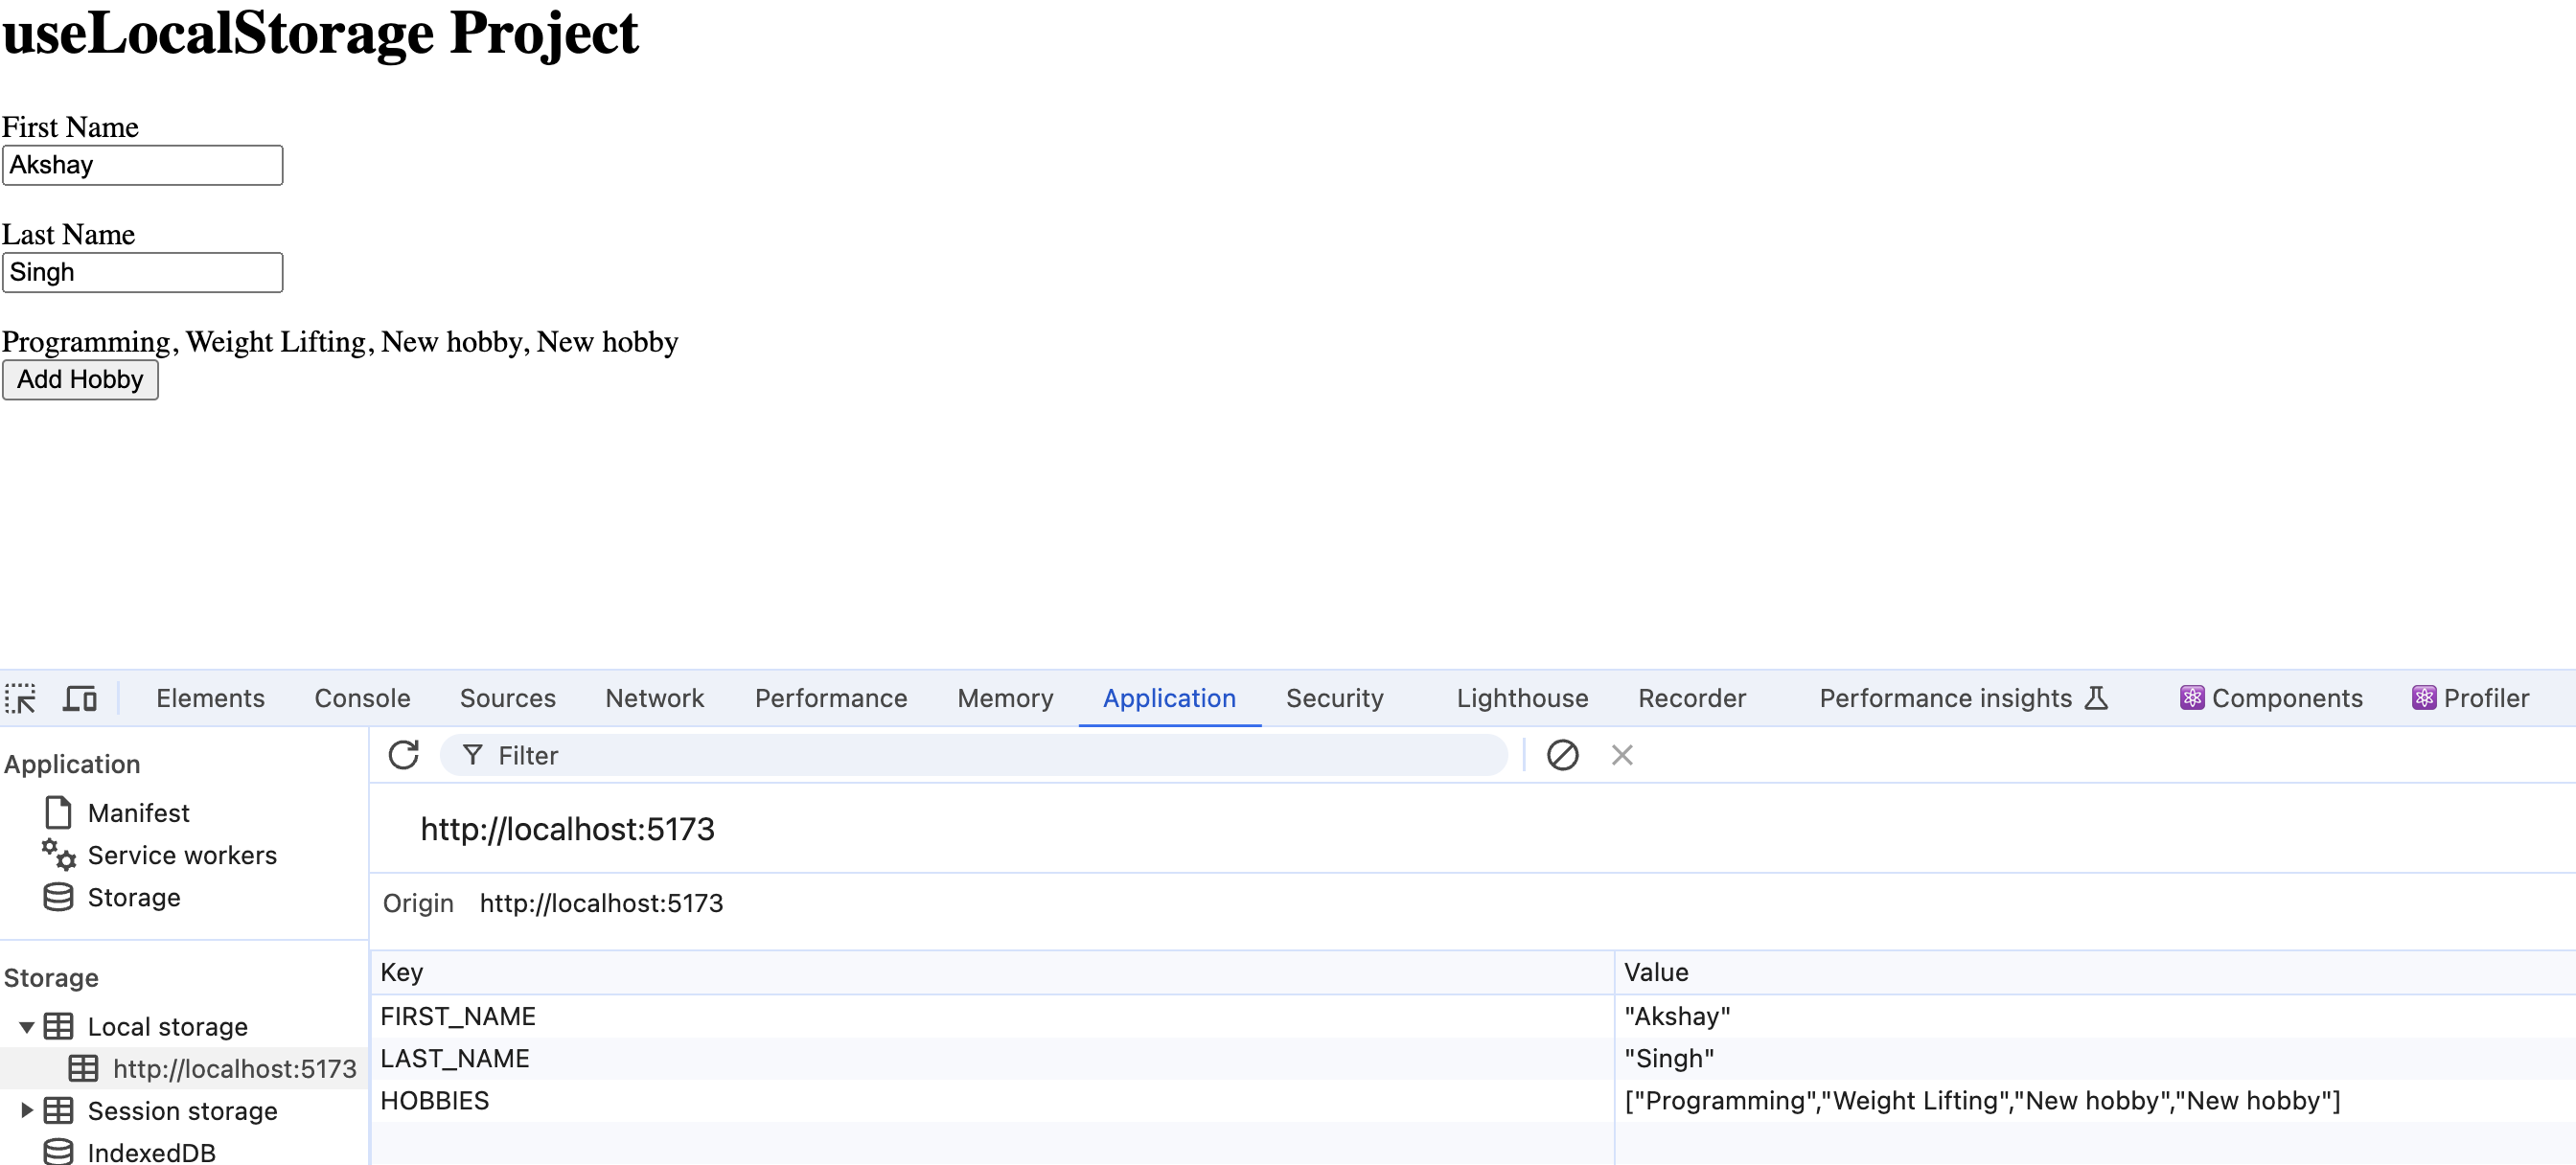 useLocalStorage Project
First Name
Akshay
Last Name
Singh
Programming, Weight Lifting, New hobby, New hobby
Add Hobby
Elements Console Sources Network Performance Memory Application Security Lighthouse Recorder Performance insights Components Profiler
Application
Manifest
Service workers
Storage
Storage
Local storage
http://localhost:5173
Session storage
IndexedDB
Filter
http://localhost:5173
Origin http://localhost:5173
Key Value
FIRST_NAME "Akshay"
LAST_NAME "Singh"
HOBBIES ["Programming","Weight Lifting","New hobby","New hobby"]